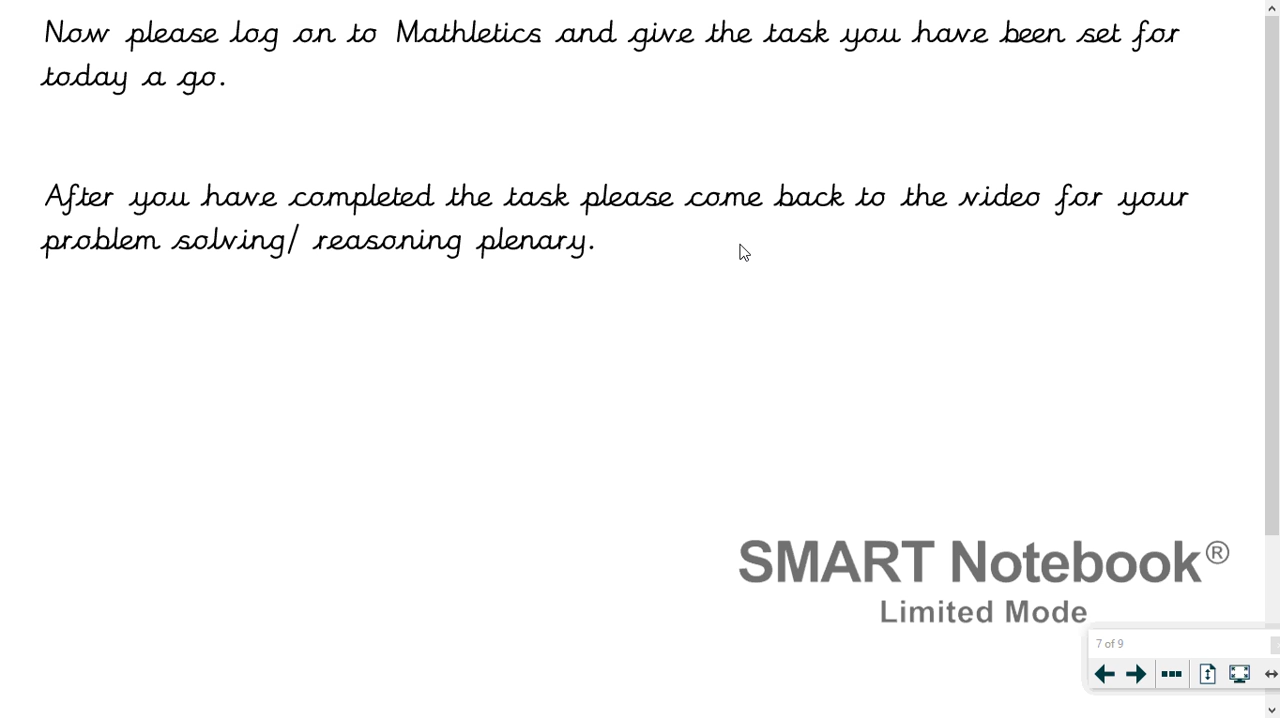 Now please log on to Mathletics and give the task you have been set for
today a go.
After you have completed the task please come back to the video for your
problem solving/ reasoning plenary.
SMART Notebook®
Limited Mode
7 of 9